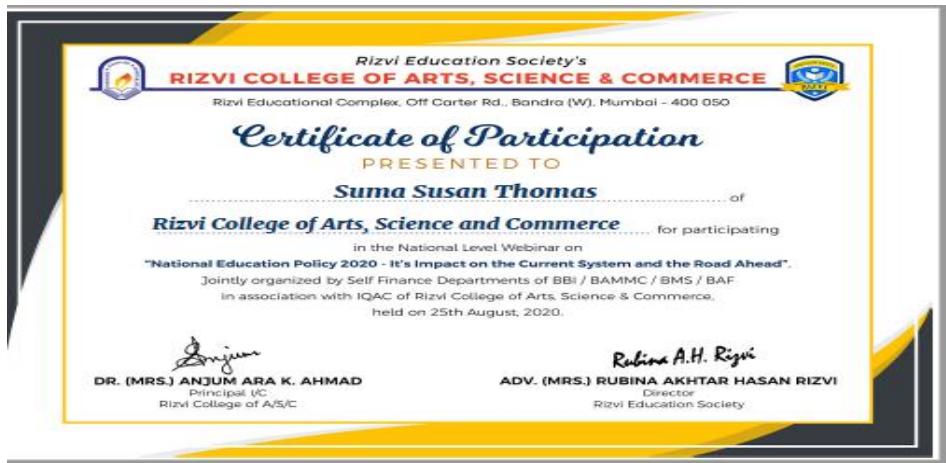 Rizvi Education Society's
RIZVI COLLEGE OF ARTS, SCIENCE & COMMERCE
Rizvi Educational Complex, Off Carter Rd., Bandra (W), Mumbai - 400 050
Certificate of Participation
PRESENTED TO
Suma Susan Thomas of
Rizvi College of Arts, Science and Commerce for participating
in the National Level Webinar on
"National Education Policy 2020 - It's Impact on the Current System and the Road Ahead".
Jointly organized by Self Finance Departments of BBI / BAMMC / BMS / BAF
in association with IQAC of Rizvi College of Arts, Science & Commerce,
held on 25th August, 2020.
Anjum
DR. (MRS.) ANJUM ARA K. AHMAD
Principal I/C
Rizvi College of A/S/C
Rubina A.H. Rizvi
ADV. (MRS.) RUBINA AKHTAR HASAN RIZVI
Director
Rizvi Education Society
RIZVI